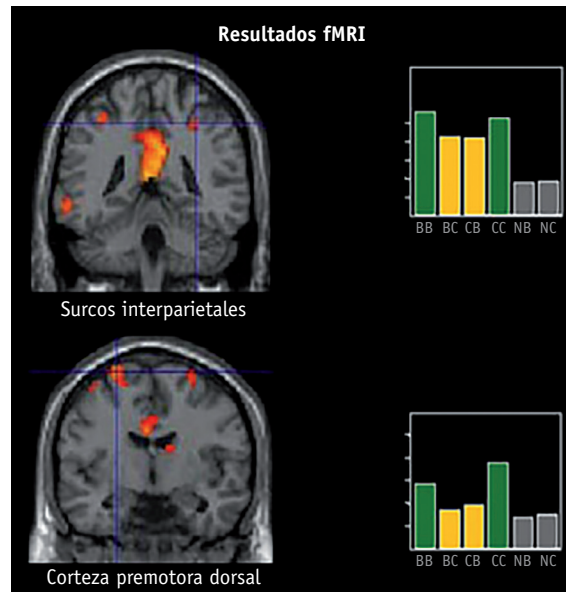 Resultados fMRI
BB BC CB CC NB NC
Surcos interparietales
BB BC CB CC NB NC
Corteza premotora dorsal